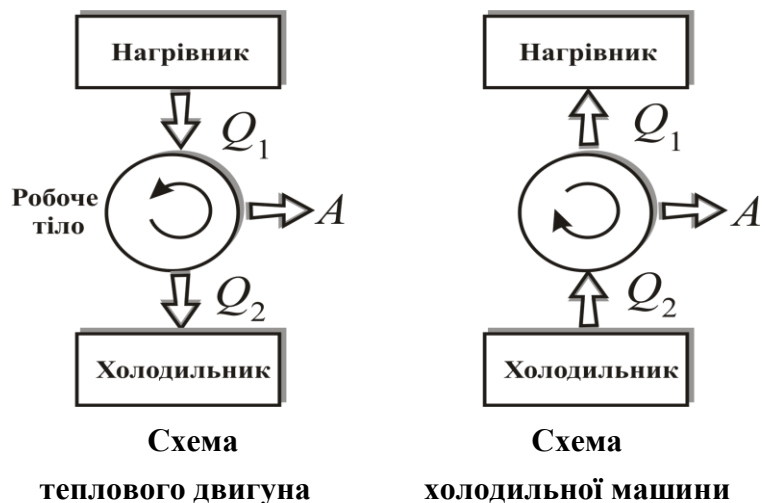 Нагрівник
Q1
Робоче
тіло
A
Q2
Холодильник
Схема
теплового двигуна
Нагрівник
Q1
A
Q2
Холодильник
Схема
холодильної машини